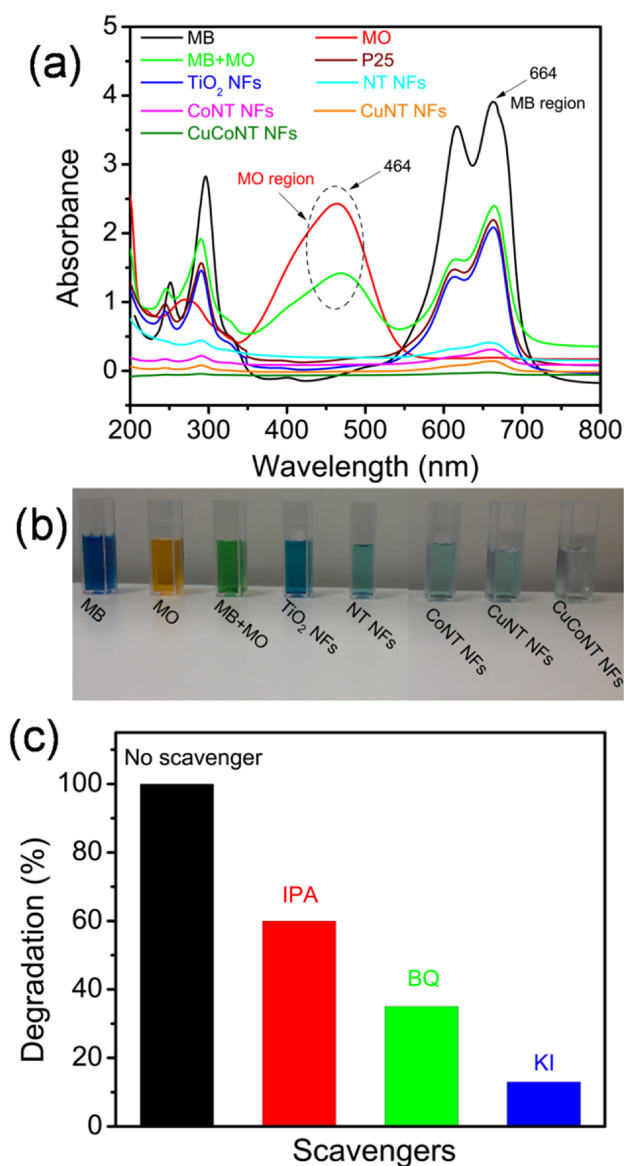 (a)
MB
MO
MB+MO
P25
TiO₂ NFs
NT NFs
CoNT NFs
CuNT NFs
CuCoNT NFs
664
MB region
MO region
464
Absorbance
5
4
3
2
1
0
200 300 400 500 600 700 800
Wavelength (nm)
(b)
MB
MO
MB+MO
TiO₂ NFs
NT NFs
CoNT NFs
CuNT NFs
CuCoNT NFs
(c)
No scavenger
IPA
BQ
KI
Degradation (%)
100
80
60
40
20
0
Scavengers